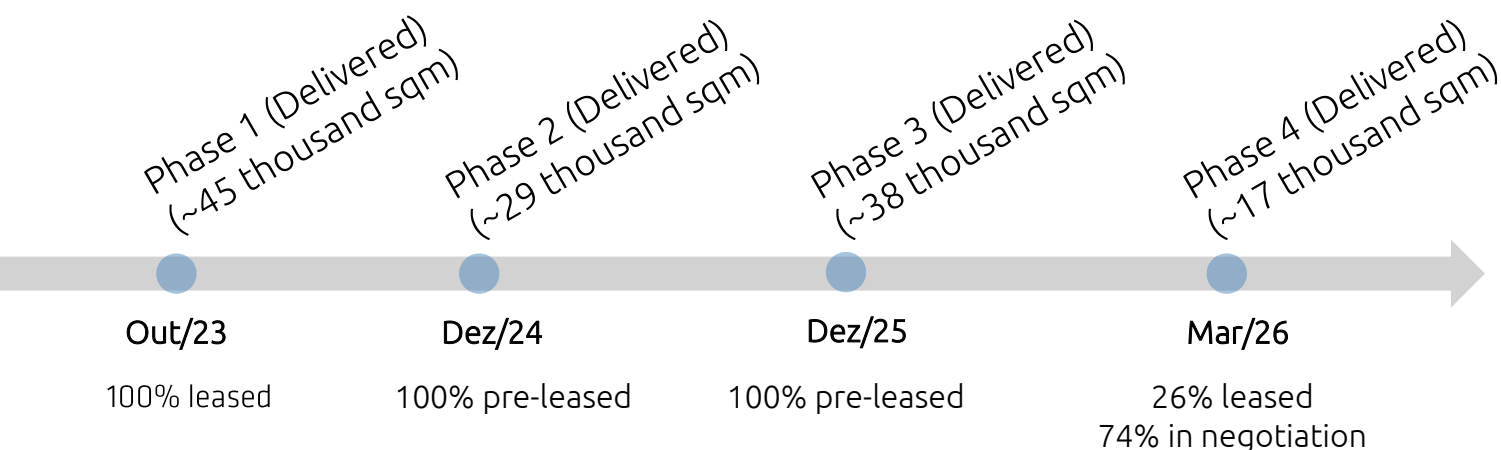 Phase 1 (Delivered)
(~45 thousand sqm)
Phase 2 (Delivered)
(~29 thousand sqm)
Phase 3 (Delivered)
(~38 thousand sqm)
Phase 4 (Delivered)
(~17 thousand sqm)
Out/23
Dez/24
Dez/25
Mar/26
100% leased
100% pre-leased
100% pre-leased
26% leased
74% in negotiation